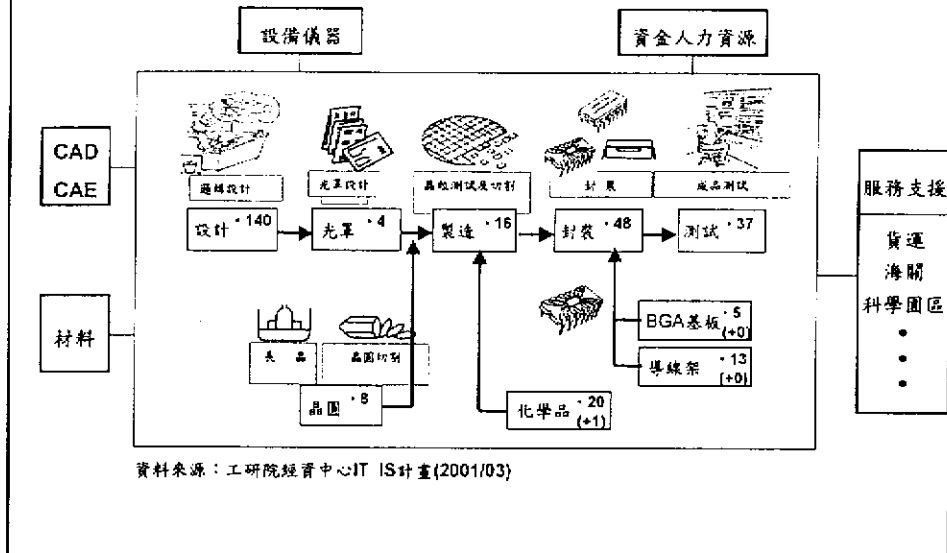 設備儀器
資金人力資源
CAD
CAE
邏輯設計
光罩設計
晶粒測試及切割
封裝
成品測試
設計・140
光罩・4
製造・16
封裝・48
測試・37
服務支援
貨運
海關
科學園區
•
•
•
材料
長晶
晶圓切割
晶圓・8
化學品・20
(+1)
BGA基板・5
(+0)
導線架・13
(+0)
資料來源：工研院經資中心IT IS計畫(2001/03)